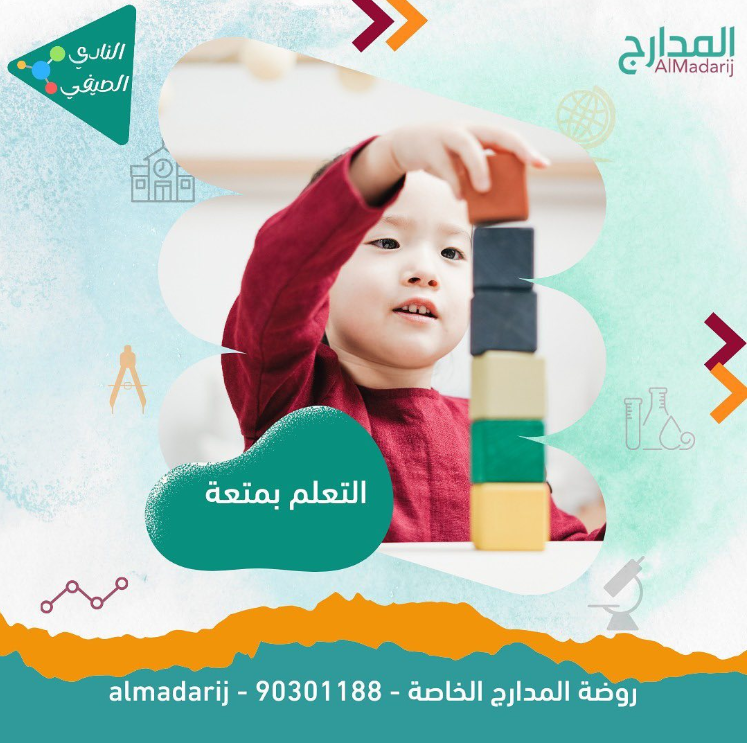 النادي
الصيفي
المدارج
AlMadarij
التعلم بمتعة
روضة المدارج الخاصة - 90301188 - almadarij